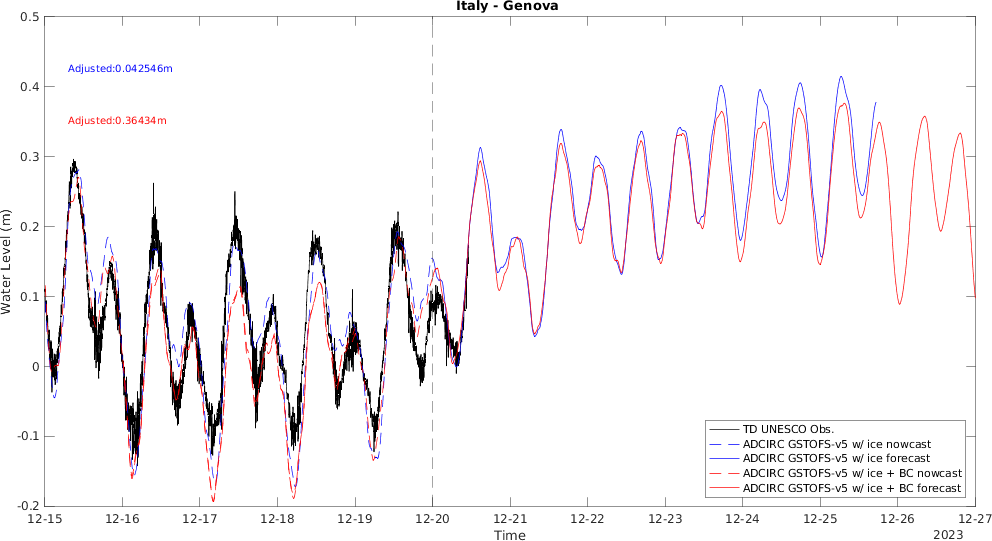 Italy - Genova
Adjusted:0.042546m
Adjusted:0.36434m
0.5
0.4
0.3
0.2
0.1
0
-0.1
-0.2
Water Level (m)
TD UNESCO Obs.
ADCIRC GSTOFS-v5 w/ ice nowcast
ADCIRC GSTOFS-v5 w/ ice forecast
ADCIRC GSTOFS-v5 w/ ice + BC nowcast
ADCIRC GSTOFS-v5 w/ ice + BC forecast
12-15 12-16 12-17 12-18 12-19 12-20 12-21 12-22 12-23 12-24 12-25 12-26 12-27
Time
2023